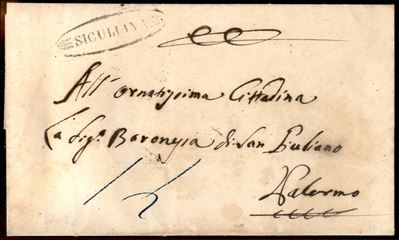 SICULIANA
All' Ornatissima Cittadina
La Sig.ª Baronessa di San Giuliano
Palermo